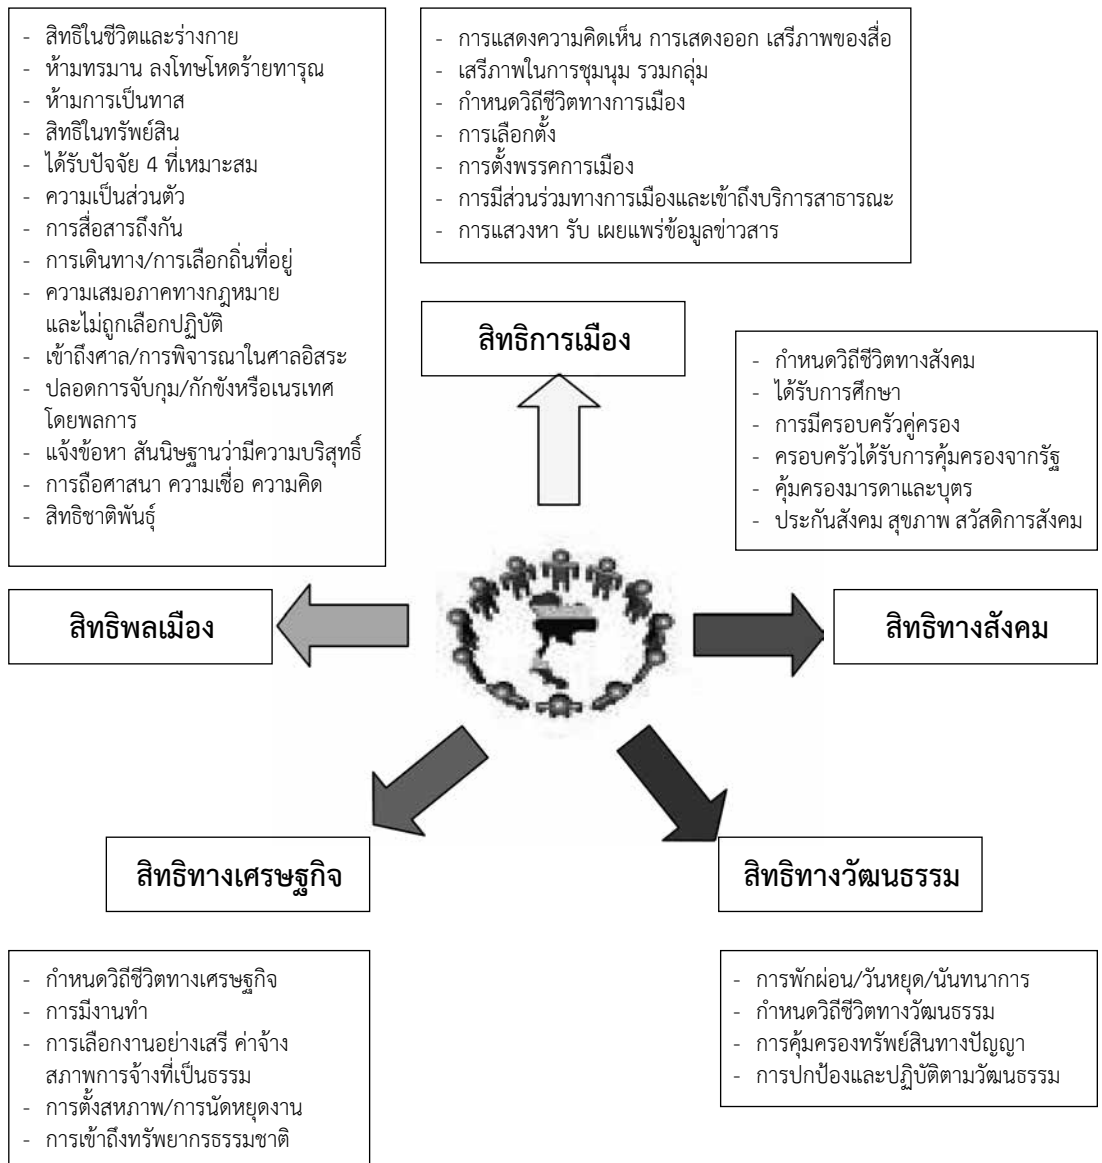 - สิทธิในชีวิตและร่างกาย
- ห้ามทรมาน ลงโทษโหดร้ายทารุณ
- ห้ามการเป็นทาส
- สิทธิในทรัพย์สิน
- ได้รับปัจจัย 4 ที่เหมาะสม
- ความเป็นส่วนตัว
- การสื่อสารถึงกัน
- การเดินทาง/การเลือกถิ่นที่อยู่
- ความเสมอภาคทางกฎหมาย
และไม่ถูกเลือกปฏิบัติ
- เข้าถึงศาล/การพิจารณาในศาลอิสระ
- ปลอดการจับกุม/กักขังหรือเนรเทศ
โดยพลการ
- แจ้งข้อหา สันนิษฐานว่ามีความบริสุทธิ์
- การถือศาสนา ความเชื่อ ความคิด
- สิทธิชาติพันธุ์
สิทธิพลเมือง
- การแสดงความคิดเห็น การเสดงออก เสรีภาพของสื่อ
- เสรีภาพในการชุมนุม รวมกลุ่ม
- กำหนดวิถีชีวิตทางการเมือง
- การเลือกตั้ง
- การตั้งพรรคการเมือง
- การมีส่วนร่วมทางการเมืองและเข้าถึงบริการสาธารณะ
- การแสวงหา รับ เผยแพร่ข้อมูลข่าวสาร
สิทธิการเมือง
- กำหนดวิถีชีวิตทางสังคม
- ได้รับการศึกษา
- การมีครอบครัวคู่ครอง
- ครอบครัวได้รับการคุ้มครองจากรัฐ
- คุ้มครองมารดาและบุตร
- ประกันสังคม สุขภาพ สวัสดิการสังคม
สิทธิทางสังคม
สิทธิทางเศรษฐกิจ
- กำหนดวิถีชีวิตทางเศรษฐกิจ
- การมีงานทำ
- การเลือกงานอย่างเสรี ค่าจ้าง
สภาพการจ้างที่เป็นธรรม
- การตั้งสหภาพ/การนัดหยุดงาน
- การเข้าถึงทรัพยากรธรรมชาติ
สิทธิทางวัฒนธรรม
- การพักผ่อน/วันหยุด/นันทนาการ
- กำหนดวิถีชีวิตทางวัฒนธรรม
- การคุ้มครองทรัพย์สินทางปัญญา
- การปกป้องและปฏิบัติตามวัฒนธรรม